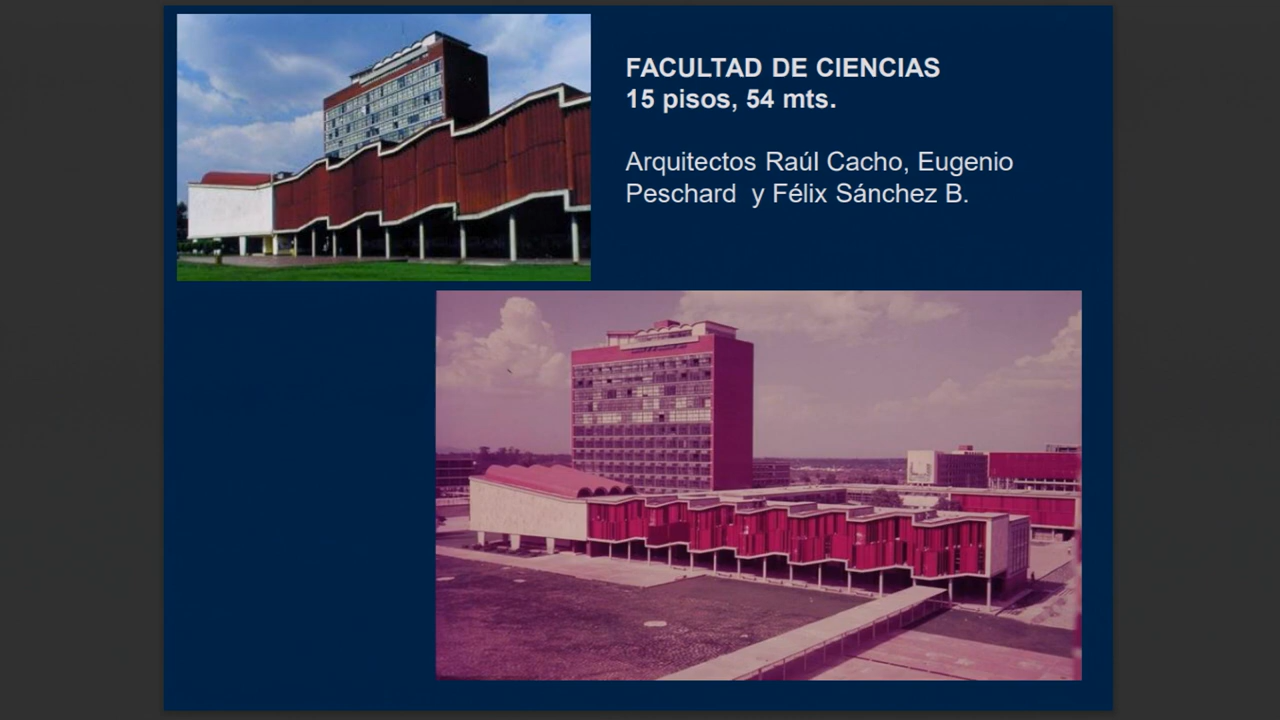 FACULTAD DE CIENCIAS
15 pisos, 54 mts.
Arquitectos Raúl Cacho, Eugenio
Peschard  y Félix Sánchez B.